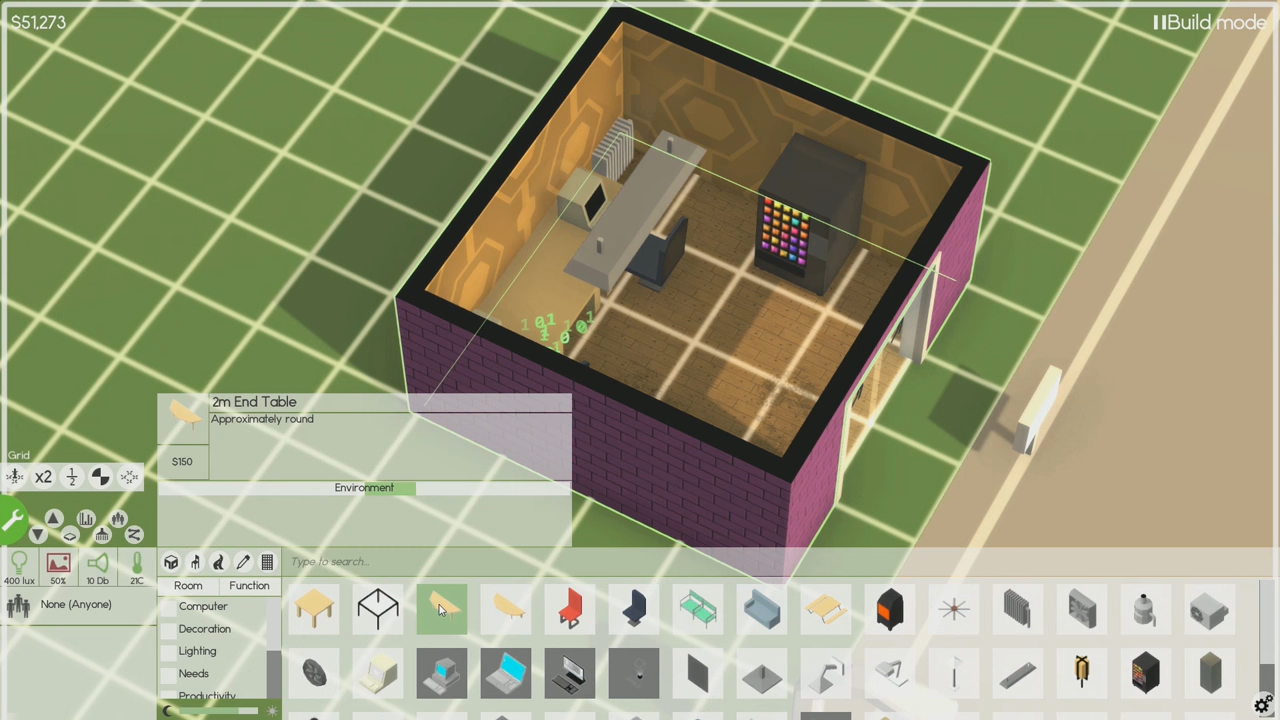 $51,273
Build mode
2m End Table
Approximately round
$150
Environment
Grid
x2
1/2
400 lux
50%
10 Db
21C
None (Anyone)
Type to search...
Room
Function
Computer
Decoration
Lighting
Needs
Productivity